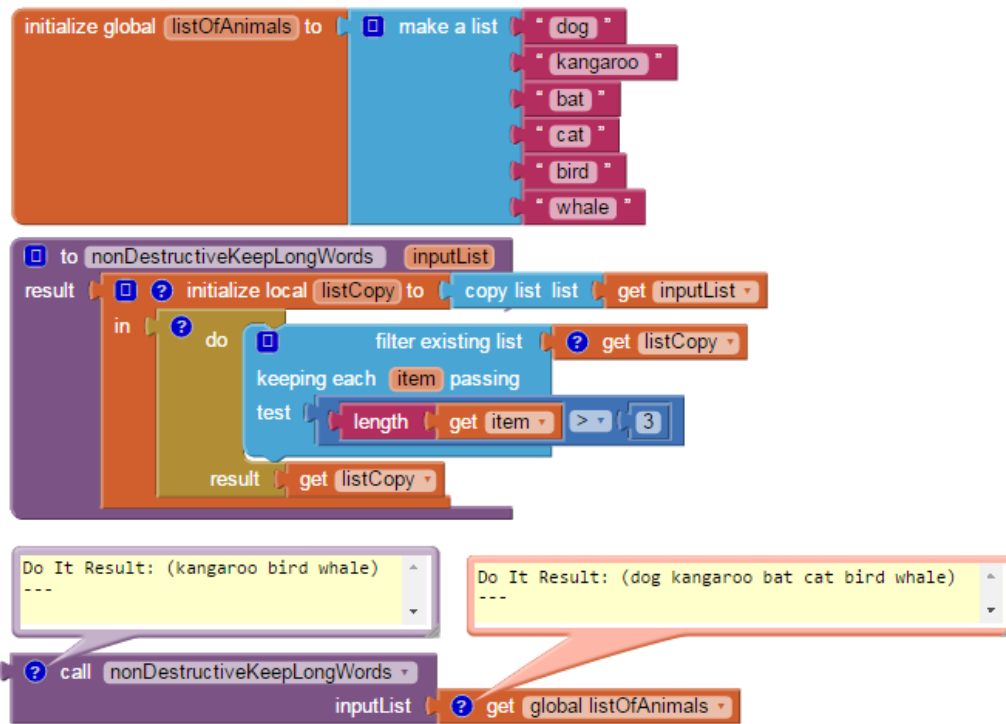 initialize global listOfAnimals to make a list " dog "
" kangaroo "
" bat "
" cat "
" bird "
" whale "
to nonDestructiveKeepLongWords inputList
result ? initialize local listCopy to copy list list get inputList
in ? do filter existing list ? get listCopy
keeping each item passing
test length get item > 3
result get listCopy
Do It Result: (kangaroo bird whale)
---
Do It Result: (dog kangaroo bat cat bird whale)
---
? call nonDestructiveKeepLongWords
inputList ? get global listOfAnimals